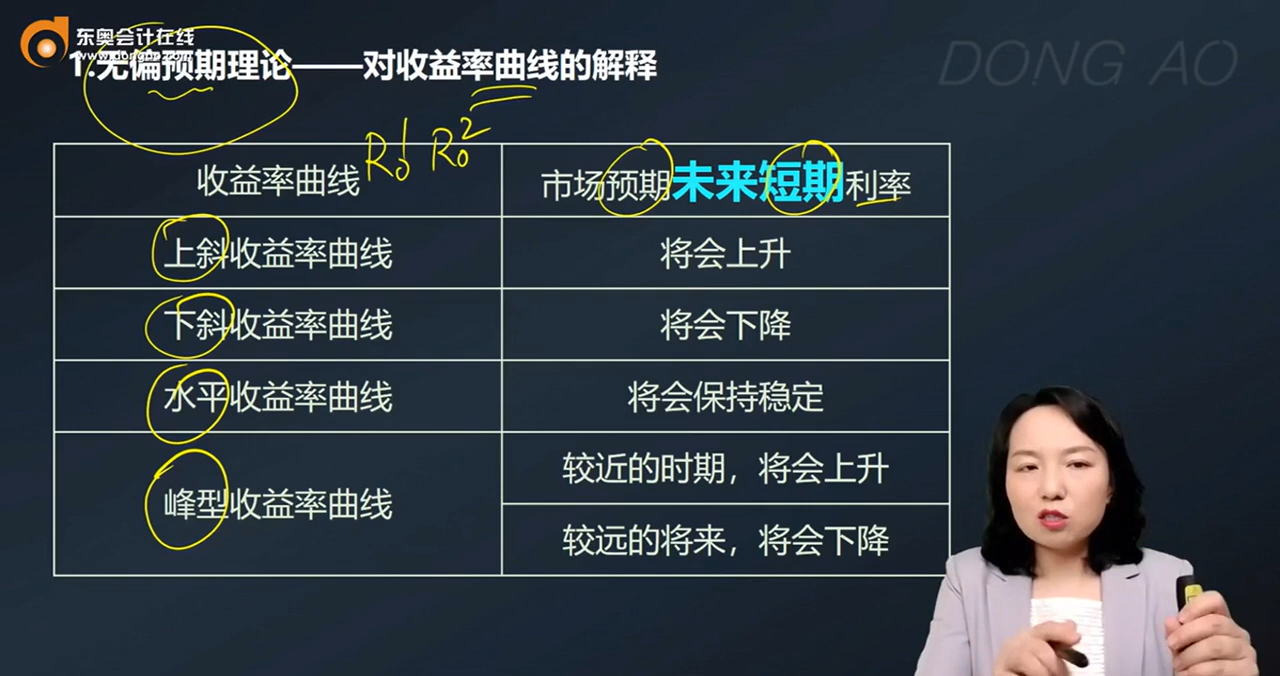 东奥会计在线
www.dongao.com
1.无偏预期理论——对收益率曲线的解释
DONG AO
R₀¹ R₀²
收益率曲线 市场预期未来短期利率
上斜收益率曲线 将会上升
下斜收益率曲线 将会下降
水平收益率曲线 将会保持稳定
峰型收益率曲线 较近的时期，将会上升
较远的将来，将会下降